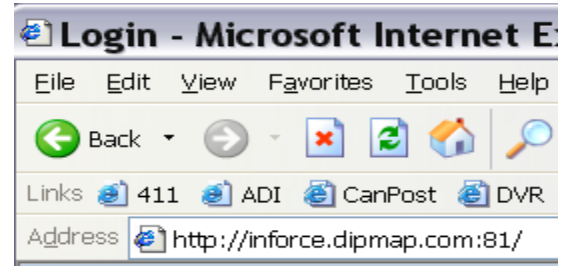 Login - Microsoft Internet E
File Edit View Favorites Tools Help
Back
Links 411 ADI CanPost DVR
Address http://inforce.dipmap.com:81/